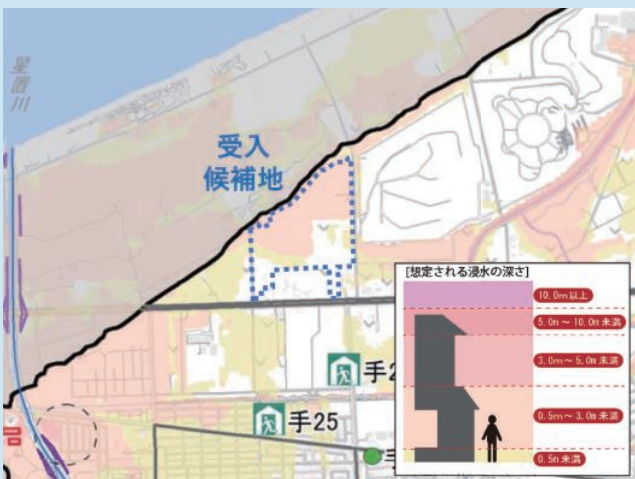 星置川
受入
候補地
手2
手25
[想定される浸水の深さ]
10.0m以上
5.0m～10.0m未満
3.0m～5.0m未満
0.5m～3.0m未満
0.5m未満